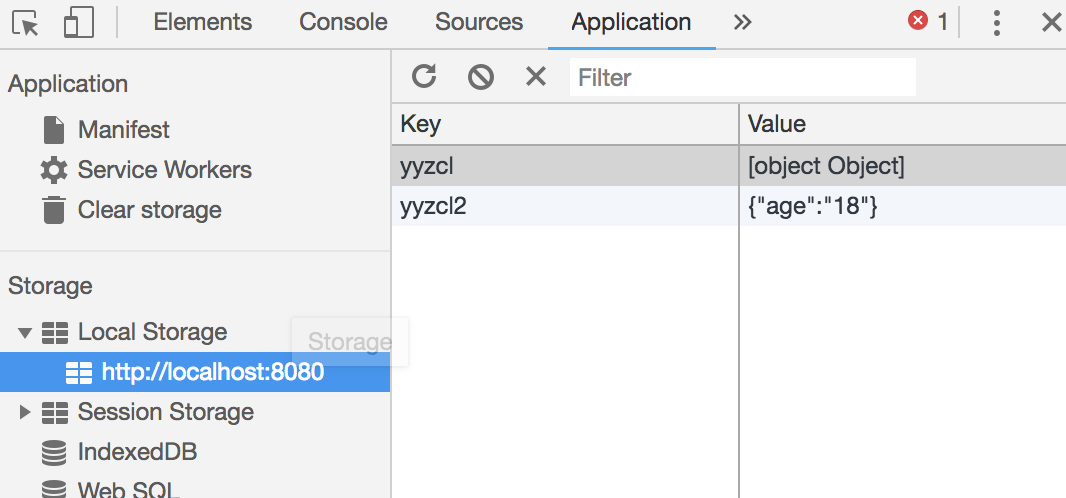 Elements Console Sources Application 1
Application
Manifest
Service Workers
Clear storage
Storage
Local Storage
Storage
http://localhost:8080
Session Storage
IndexedDB
Web SQL
Filter
Key Value
yyzcl [object Object]
yyzcl2 {"age":"18"}